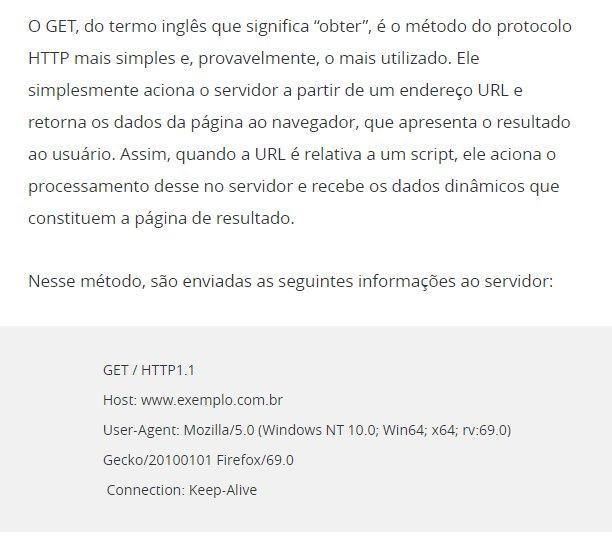 O GET, do termo inglês que significa “obter”, é o método do protocolo
HTTP mais simples e, provavelmente, o mais utilizado. Ele
simplesmente aciona o servidor a partir de um endereço URL e
retorna os dados da página ao navegador, que apresenta o resultado
ao usuário. Assim, quando a URL é relativa a um script, ele aciona o
processamento desse no servidor e recebe os dados dinâmicos que
constituem a página de resultado.
Nesse método, são enviadas as seguintes informações ao servidor:
GET / HTTP1.1
Host: www.exemplo.com.br
User-Agent: Mozilla/5.0 (Windows NT 10.0; Win64; x64; rv:69.0)
Gecko/20100101 Firefox/69.0
Connection: Keep-Alive